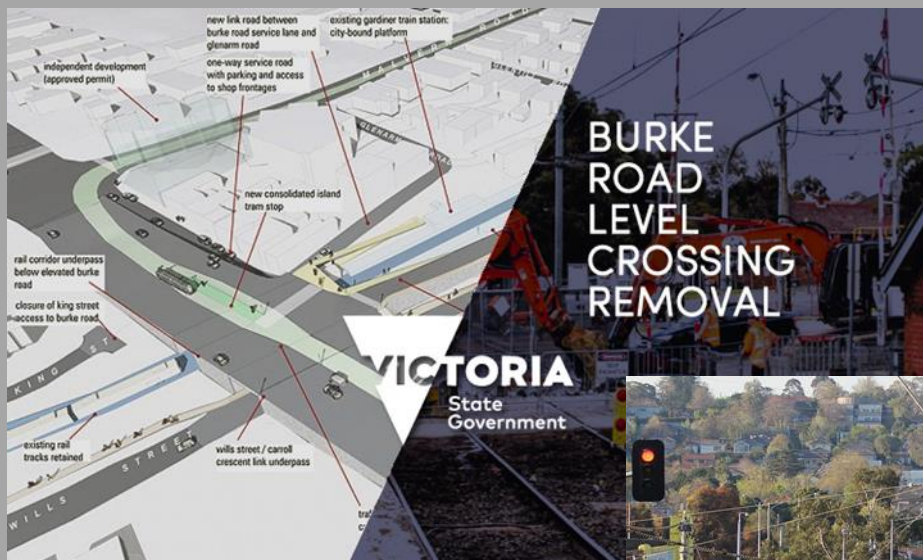 new link road between
burke road service lane and
glenarm road
existing gardiner train station:
city-bound platform
independent development
(approved permit)
one-way service road
with parking and access
to shop frontages
MALVERN ROAD
GLENARM ROAD
new consolidated island
tram stop
rail corridor underpass
below elevated burke
road
closure of king street
access to burke road
KING ST
existing rail
tracks retained
WILLS STREET
wills street / carroll
crescent link underpass
BURKE
ROAD
LEVEL
CROSSING
REMOVAL
VICTORIA
State
Government